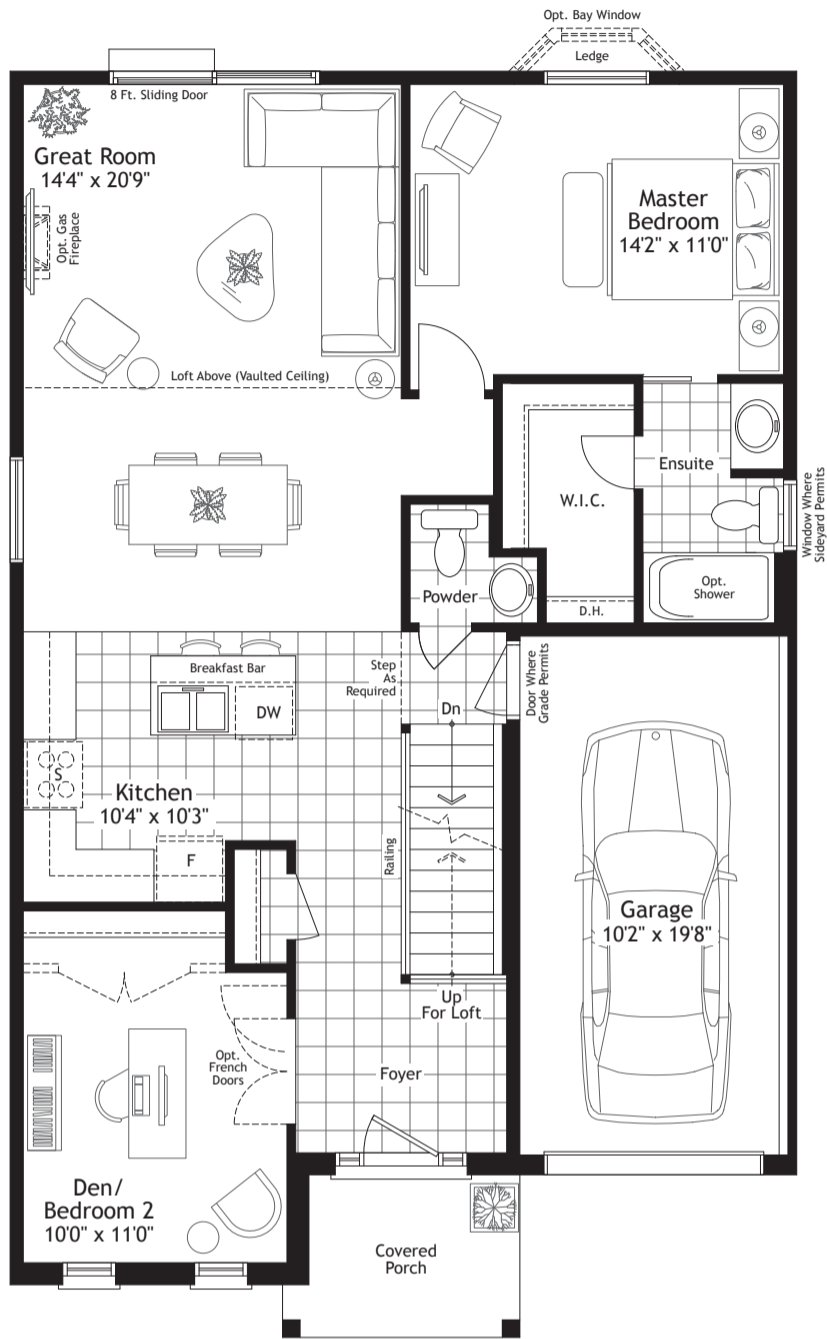 Opt. Bay Window
Ledge
8 Ft. Sliding Door
Great Room
14'4" x 20'9"
Opt. Gas
Fireplace
Master
Bedroom
14'2" x 11'0"
Loft Above (Vaulted Ceiling)
Ensuite
W.I.C.
Window Where
Sideyard Permits
Opt.
Shower
Powder
D.H.
Breakfast Bar
Step
As
Required
Door Where
Grade Permits
DW
Dn
S
Kitchen
10'4" x 10'3"
F
Railing
Garage
10'2" x 19'8"
Up
For Loft
Opt.
French
Doors
Foyer
Den/
Bedroom 2
10'0" x 11'0"
Covered
Porch